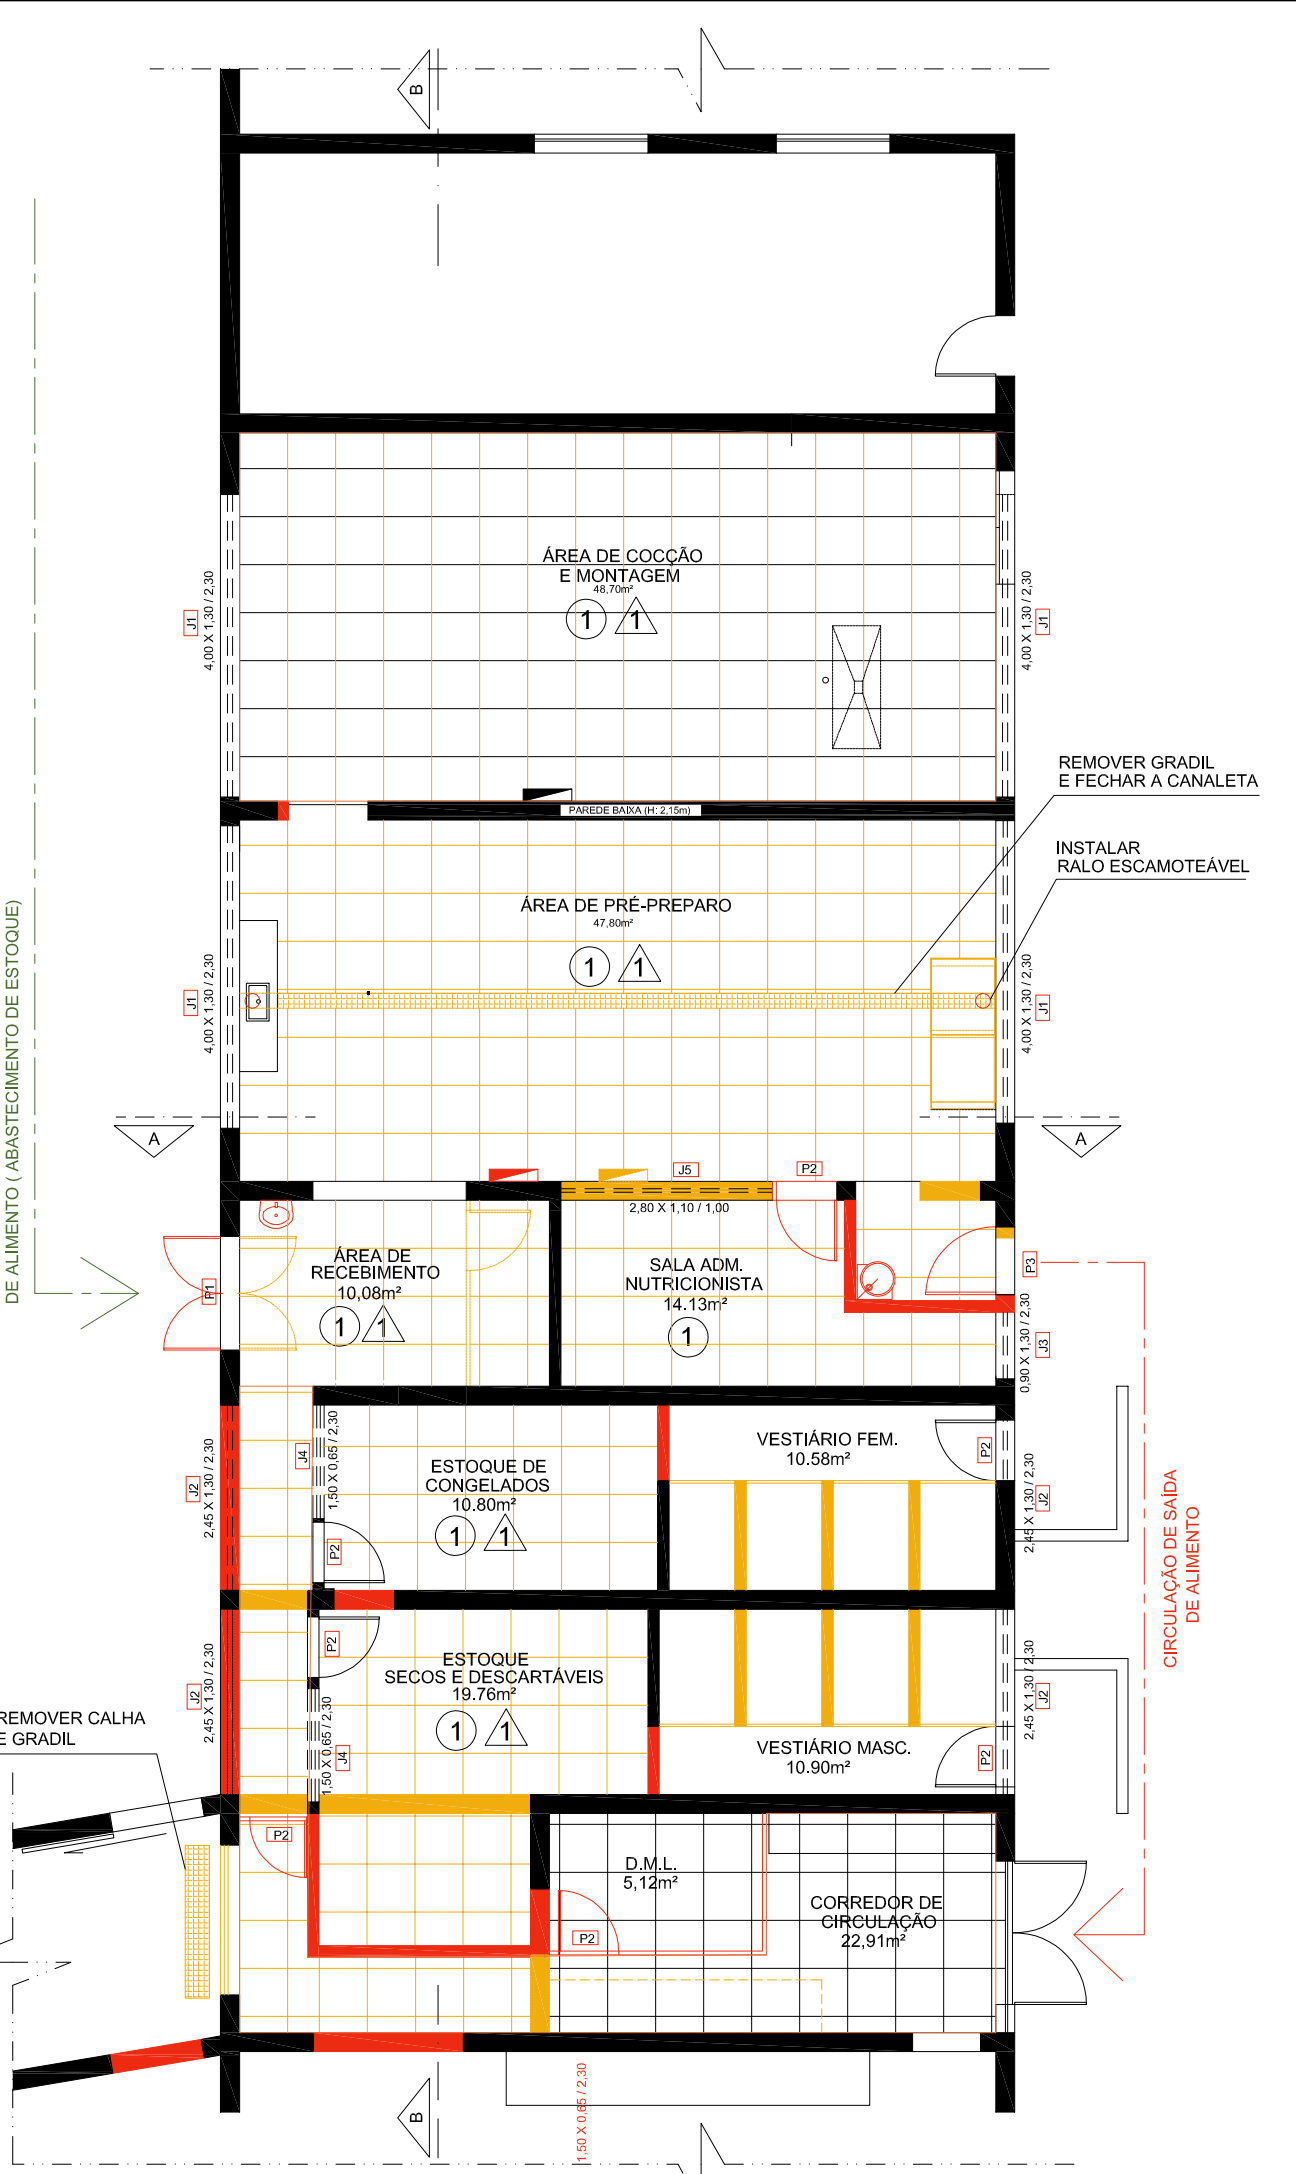 B
ÁREA DE COCÇÃO
E MONTAGEM
48,70m²
1 1
J1
4,00 X 1,30 / 2,30
4,00 X 1,30 / 2,30
J1
REMOVER GRADIL
E FECHAR A CANALETA
PAREDE BAIXA (H: 2,15m)
INSTALAR
RALO ESCAMOTEÁVEL
ÁREA DE PRÉ-PREPARO
47,80m²
1 1
J1
4,00 X 1,30 / 2,30
4,00 X 1,30 / 2,30
J1
DE ALIMENTO ( ABASTECIMENTO DE ESTOQUE)
A
A
J5
P2
2,80 X 1,10 / 1,00
ÁREA DE
RECEBIMENTO
10,08m²
1 1
P1
SALA ADM.
NUTRICIONISTA
14.13m²
1
P3
0,90 X 1,30 / 2,30
J3
J2
2,45 X 1,30 / 2,30
J4
1,50 X 0,65 / 2,30
P2
ESTOQUE DE
CONGELADOS
10.80m²
1 1
VESTIÁRIO FEM.
10.58m²
P2
2,45 X 1,30 / 2,30
J2
CIRCULAÇÃO DE SAÍDA
DE ALIMENTO
J2
2,45 X 1,30 / 2,30
P2
1,50 X 0,65 / 2,30
J4
ESTOQUE
SECOS E DESCARTÁVEIS
19.76m²
1 1
VESTIÁRIO MASC.
10.90m²
P2
2,45 X 1,30 / 2,30
J2
REMOVER CALHA
E GRADIL
P2
D.M.L.
5,12m²
P2
CORREDOR DE
CIRCULAÇÃO
22,91m²
B
1,50 X 0,65 / 2,30